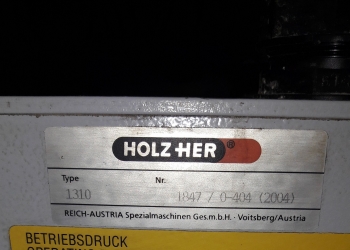 HOLZ-HER®
Type Nr.
1310 1847 / 0-404 (2004)
REICH-AUSTRIA Spezialmaschinen Ges.m.b.H. · Voitsberg/Austria
BETRIEBSDRUCK